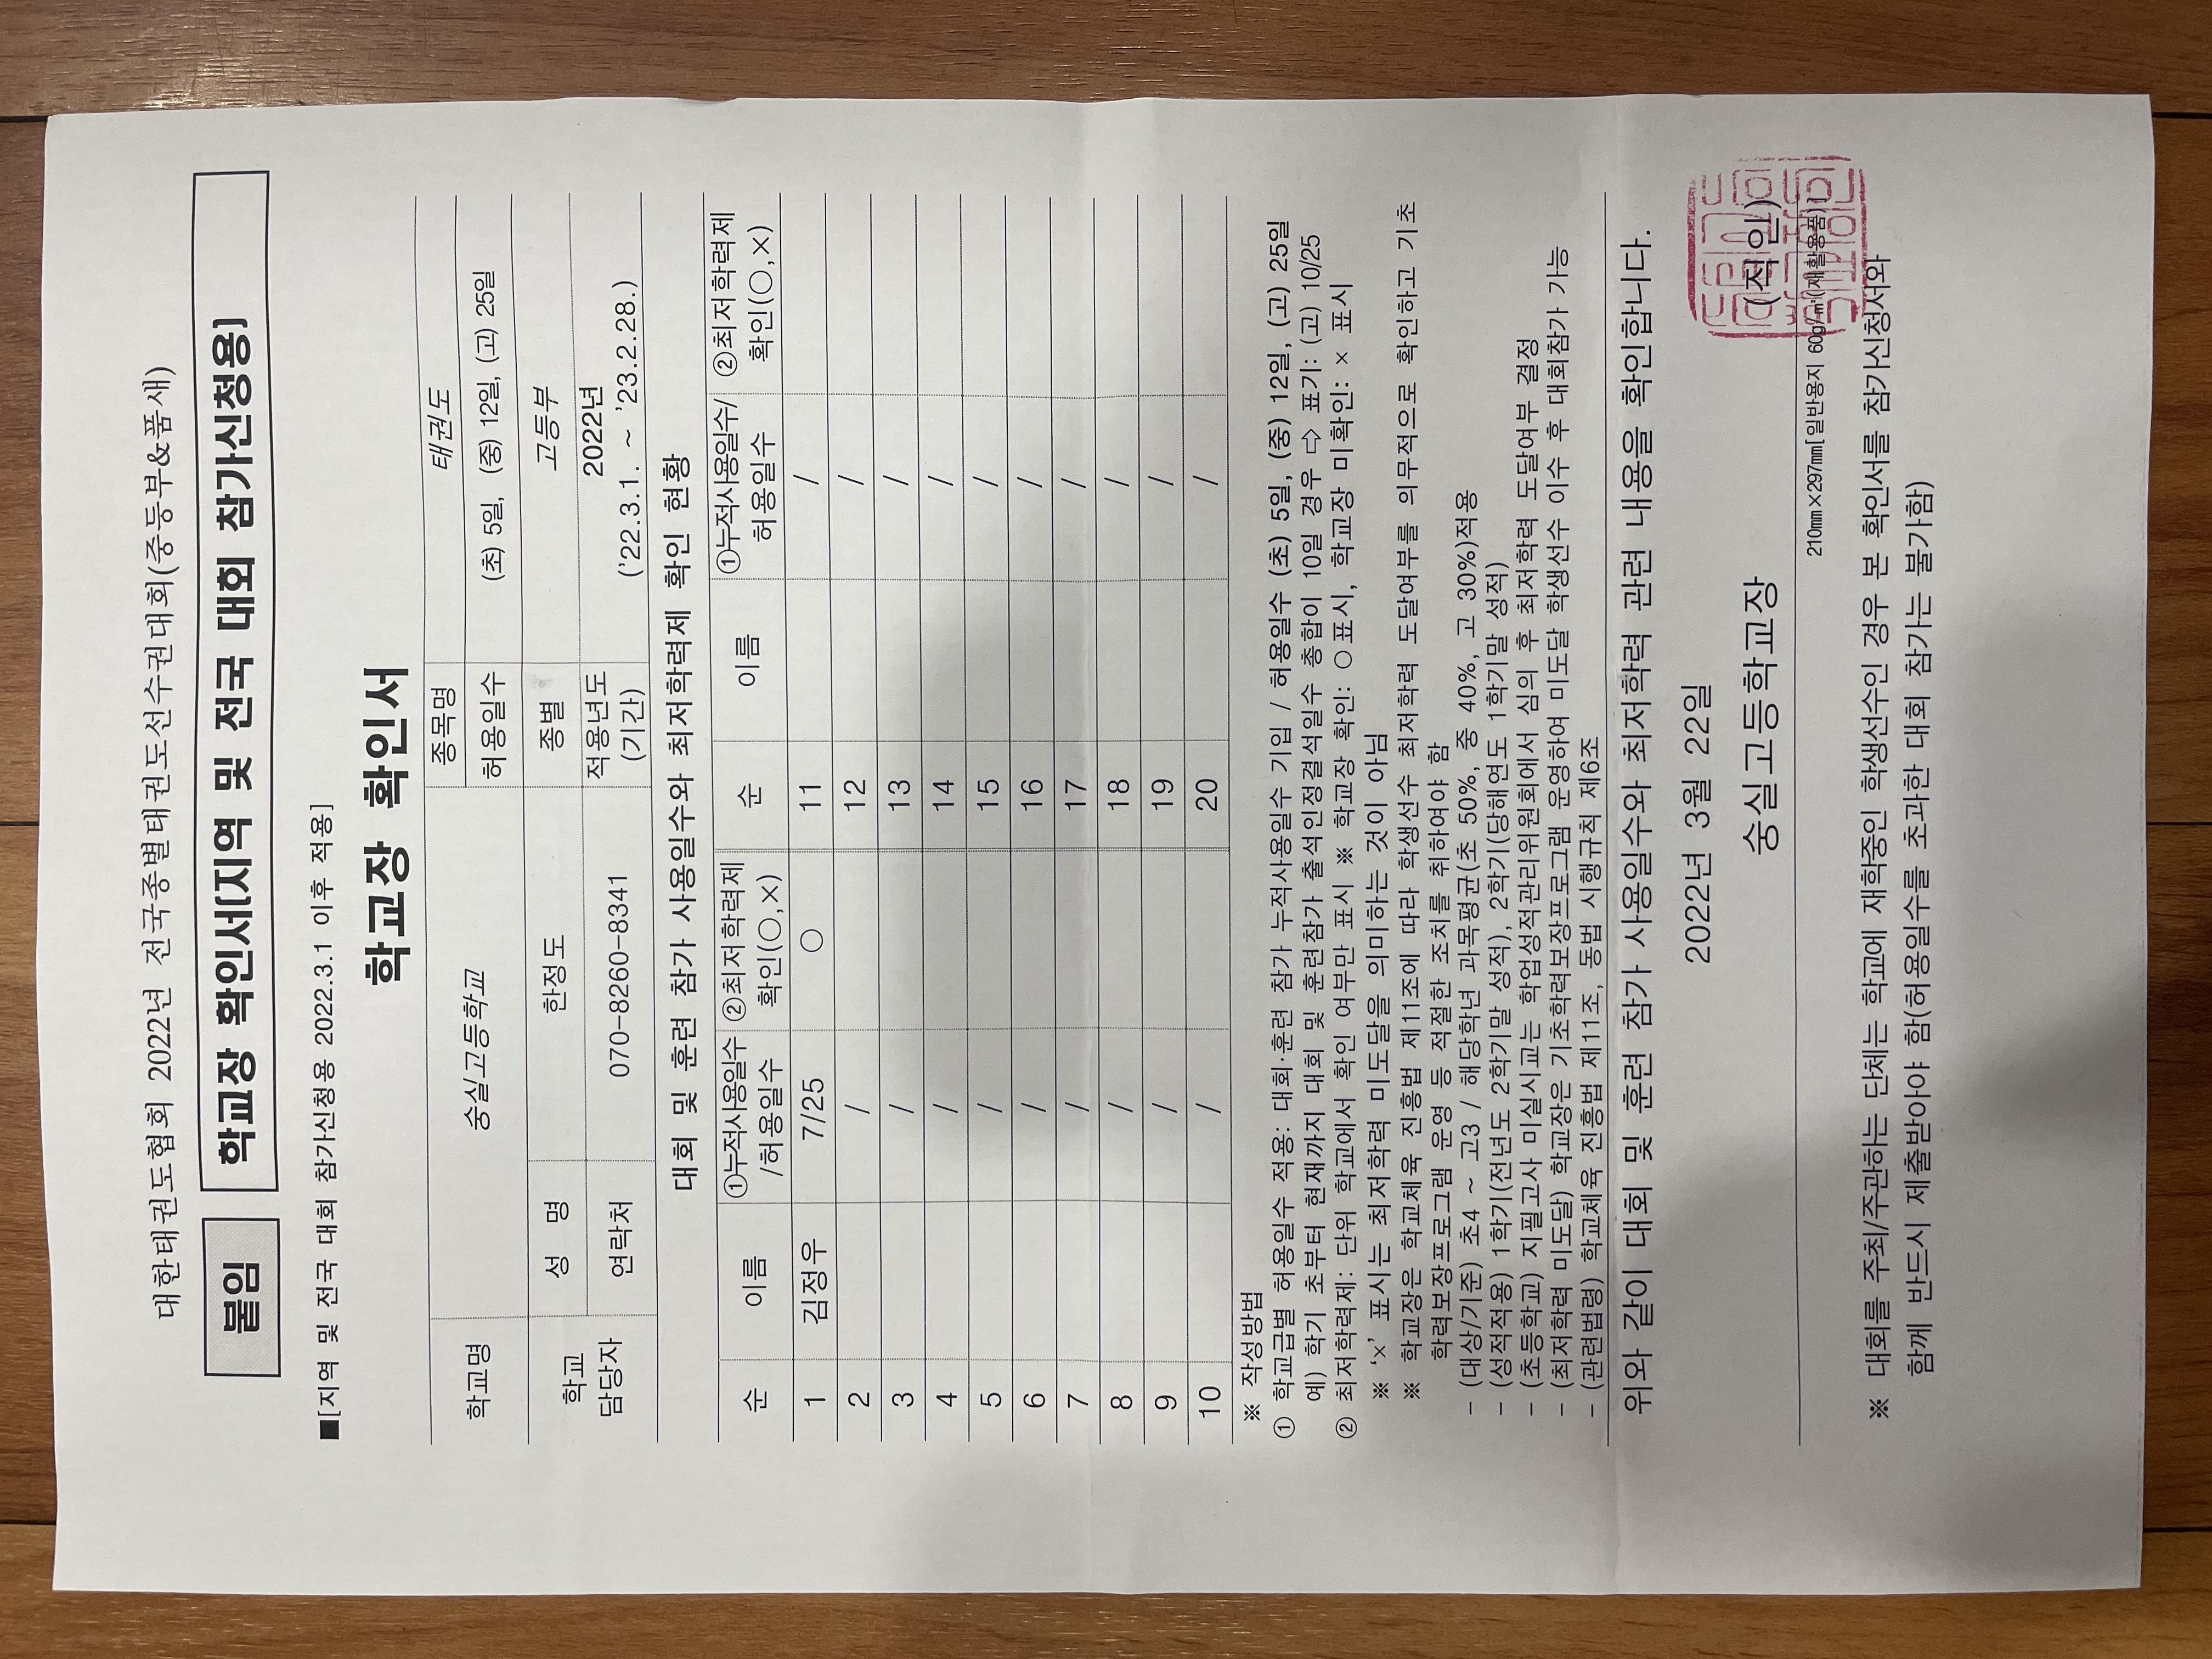 대한태권도협회 2022년 전국종별태권도선수권대회(중등부&품새)
붙임 학교장 확인서[지역 및 전국 대회 참가신청용]
■[지역 및 전국 대회 참가신청용 2022.3.1 이후 적용]
학교장 확인서
학교명 숭실고등학교 종목명 태권도
허용일수 (초) 5일, (중) 12일, (고) 25일
학교 담당자 성 명 한정도 종별 고등부
연락처 070-8260-8341 적용년도 (기간) 2022년 ('22.3.1. ~ '23.2.28.)
대회 및 훈련 참가 사용일수와 최저학력제 확인 현황
순 이름 ①누적사용일수/허용일수 ②최저학력제 확인(○,×) 순 이름 ①누적사용일수/허용일수 ②최저학력제 확인(○,×)
1 김정우 7/25 ○ 11 /
2 / 12 /
3 / 13 /
4 / 14 /
5 / 15 /
6 / 16 /
7 / 17 /
8 / 18 /
9 / 19 /
10 / 20 /
※ 작성방법
① 학교급별 허용일수 적용: 대회·훈련 참가 누적사용일수 기입 / 허용일수 (초) 5일, (중) 12일, (고) 25일
예) 학기 초부터 현재까지 대회 및 훈련참가 출석인정결석일수 총합이 10일 경우 ⇨ 표기: (고) 10/25
② 최저학력제: 단위 학교에서 확인 여부만 표시 ※ 학교장 확인: ○표시, 학교장 미확인: × 표시
※ '×' 표시는 최저학력 미도달을 의미하는 것이 아님
※ 학교장은 학교체육 진흥법 제11조에 따라 학생선수 최저학력 도달여부를 의무적으로 확인하고 기초
학력보장프로그램 운영 등 적절한 조치를 취하여야 함
- (대상/기준) 초4 ~ 고3 / 해당학년 과목평균(초 50%, 중 40%, 고 30%)적용
- (성적적용) 1학기(전년도 2학기말 성적), 2학기(당해연도 1학기말 성적)
- (초등학교) 지필고사 미실시교는 학업성적관리위원회에서 심의 후 최저학력 도달여부 결정
- (최저학력 미도달) 학교장은 기초학력보장프로그램 운영하여 미도달 학생선수 이수 후 대회참가 가능
- (관련법령) 학교체육 진흥법 제11조, 동법 시행규칙 제6조
위와 같이 대회 및 훈련 참가 사용일수와 최저학력 관련 내용을 확인합니다.
2022년 3월 22일
숭실고등학교장 (직인)
210mm×297mm[일반용지 60g/㎡(재활용품)]
※ 대회를 주최/주관하는 단체는 학교에 재학중인 학생선수인 경우 본 확인서를 참가신청서와
함께 반드시 제출받아야 함(허용일수를 초과한 대회 참가는 불가함)